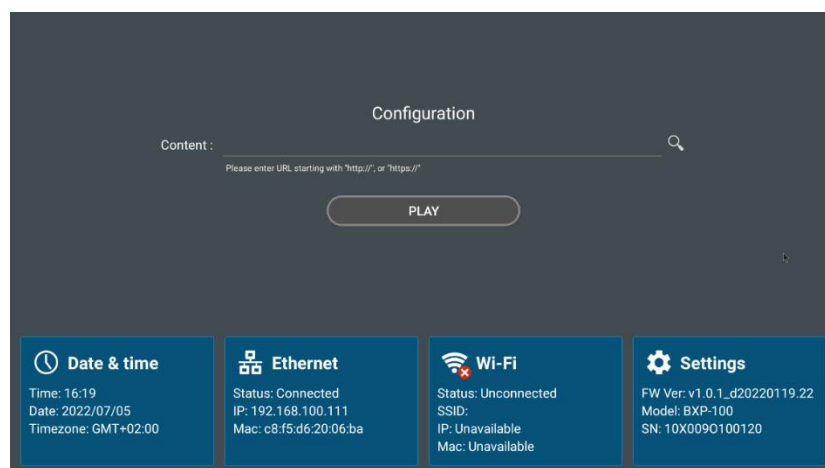 Configuration
Content :
Please enter URL starting with "http://", or "https://"
PLAY
Date & time
Time: 16:19
Date: 2022/07/05
Timezone: GMT+02:00
Ethernet
Status: Connected
IP: 192.168.100.111
Mac: c8:f5:d6:20:06:ba
Wi-Fi
Status: Unconnected
SSID:
IP: Unavailable
Mac: Unavailable
Settings
FW Ver: v1.0.1_d20220119.22
Model: BXP-100
SN: 10X009O100120